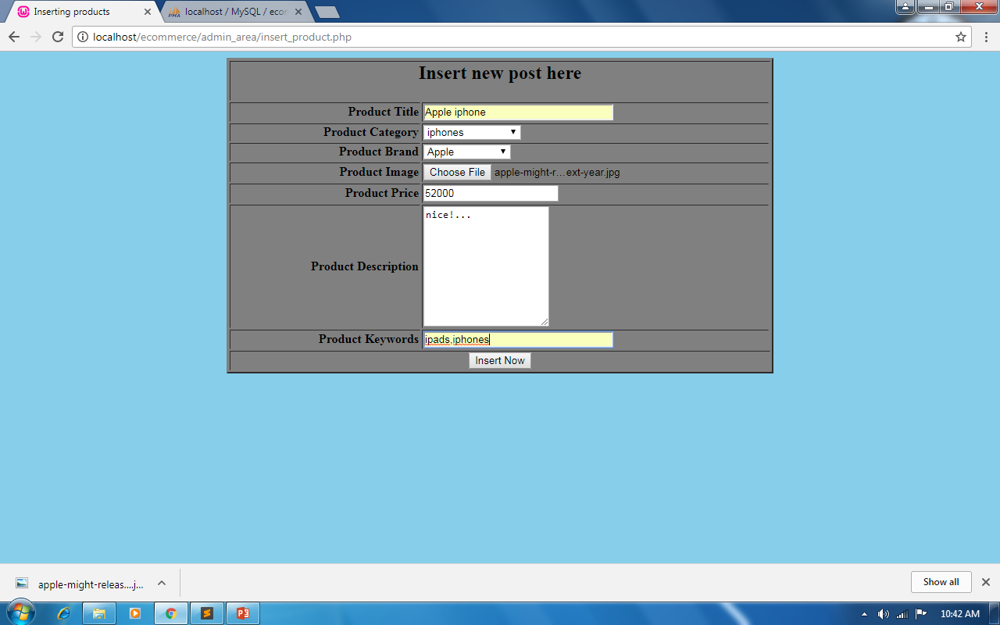 Inserting products
localhost / MySQL / econ
localhost/ecommerce/admin_area/insert_product.php
Insert new post here
Product Title Apple iphone
Product Category iphones
Product Brand Apple
Product Image Choose File apple-might-r...ext-year.jpg
Product Price 52000
Product Description nice!...
Product Keywords ipads,iphones
Insert Now
apple-might-releas....j... Show all
10:42 AM